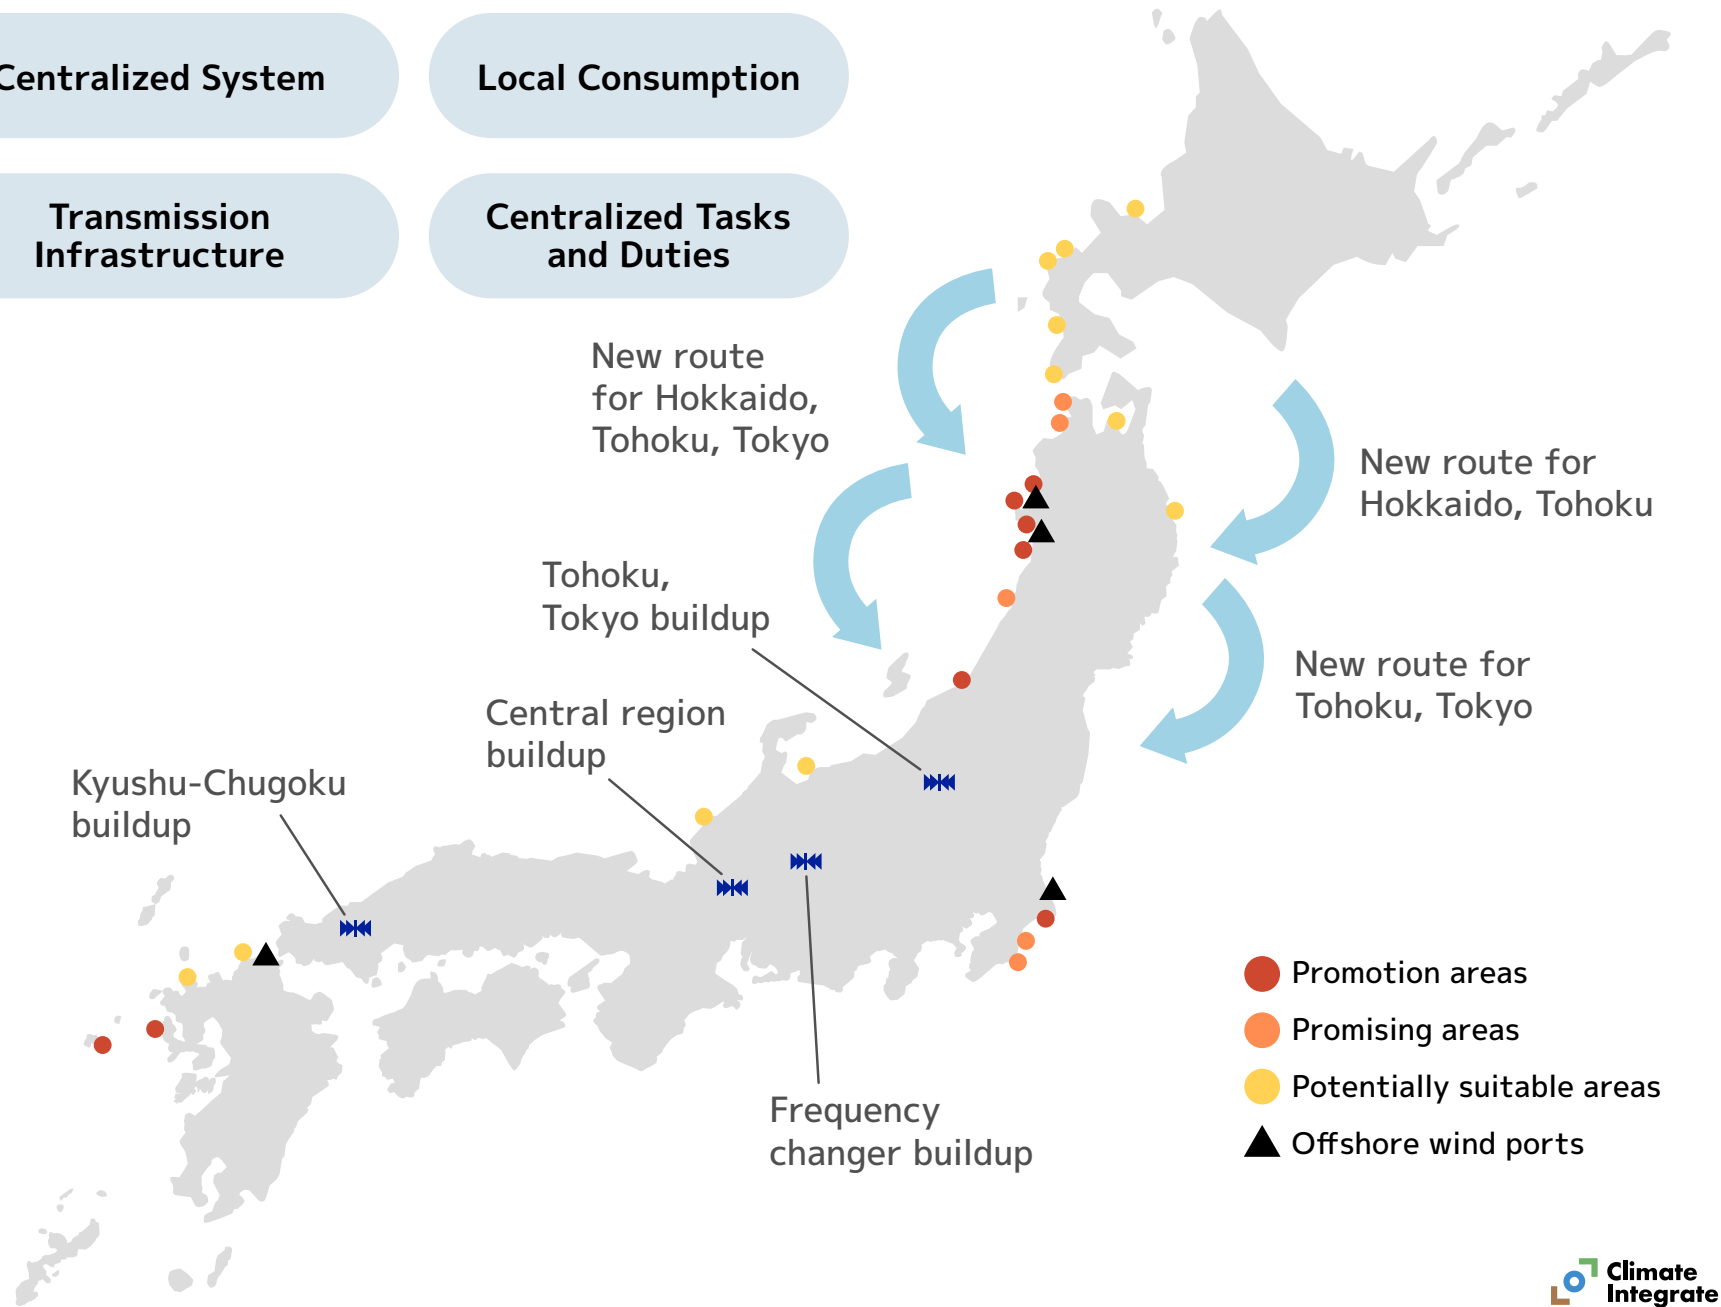 Centralized System
Local Consumption
Transmission
Infrastructure
Centralized Tasks
and Duties
New route
for Hokkaido,
Tohoku, Tokyo
New route for
Hokkaido, Tohoku
Tohoku,
Tokyo buildup
New route for
Tohoku, Tokyo
Central region
buildup
Kyushu-Chugoku
buildup
Frequency
changer buildup
Promotion areas
Promising areas
Potentially suitable areas
Offshore wind ports
Climate
Integrate